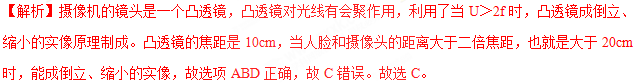 【解析】摄像机的镜头是一个凸透镜，凸透镜对光线有会聚作用，利用了当 U＞2f 时，凸透镜成倒立、
缩小的实像原理制成。凸透镜的焦距是 10cm，当人脸和摄像头的距离大于二倍焦距，也就是大于 20cm
时，能成倒立、缩小的实像，故选项 ABD 正确，故 C 错误。故选 C。